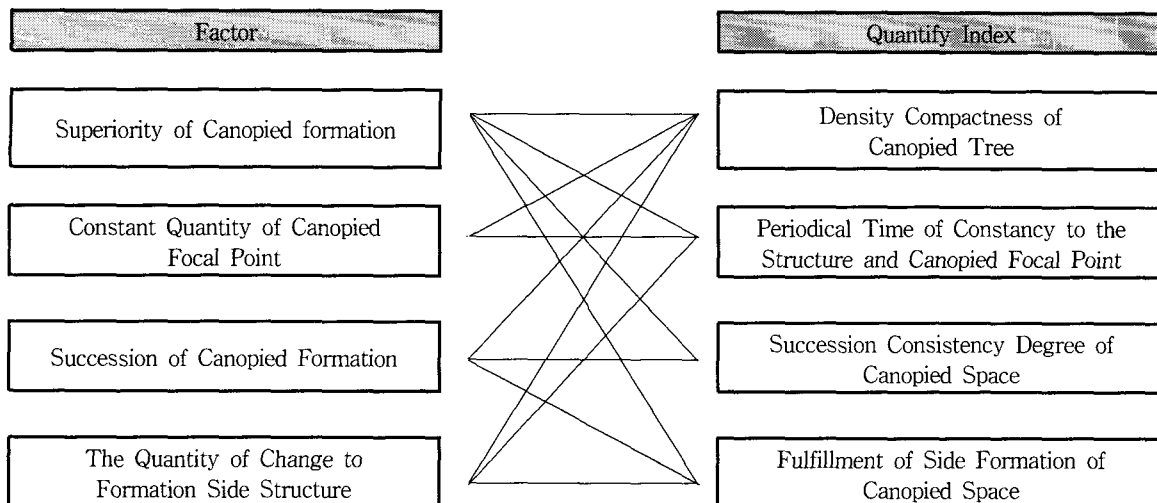 Factor
Quantify Index
Superiority of Canopied formation
Density Compactness of
Canopied Tree
Constant Quantity of Canopied
Focal Point
Periodical Time of Constancy to the
Structure and Canopied Focal Point
Succession of Canopied Formation
Succession Consistency Degree of
Canopied Space
The Quantity of Change to
Formation Side Structure
Fulfillment of Side Formation of
Canopied Space